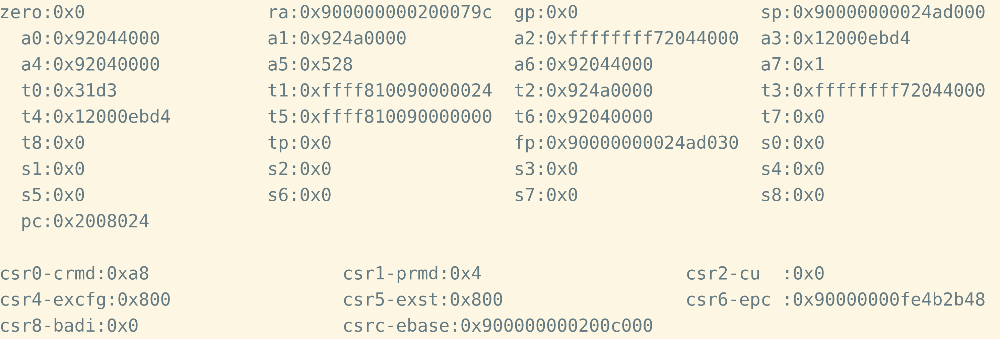 zero:0x0 ra:0x900000000200079c gp:0x0 sp:0x90000000024ad000
a0:0x92044000 a1:0x924a0000 a2:0xffffffff72044000 a3:0x12000ebd4
a4:0x92040000 a5:0x528 a6:0x92044000 a7:0x1
t0:0x31d3 t1:0xffff810090000024 t2:0x924a0000 t3:0xffffffff72044000
t4:0x12000ebd4 t5:0xffff810090000000 t6:0x92040000 t7:0x0
t8:0x0 tp:0x0 fp:0x90000000024ad030 s0:0x0
s1:0x0 s2:0x0 s3:0x0 s4:0x0
s5:0x0 s6:0x0 s7:0x0 s8:0x0
pc:0x2008024
csr0-crmd:0xa8 csr1-prmd:0x4 csr2-cu :0x0
csr4-excfg:0x800 csr5-exst:0x800 csr6-epc :0x90000000fe4b2b48
csr8-badi:0x0 csrc-ebase:0x900000000200c000